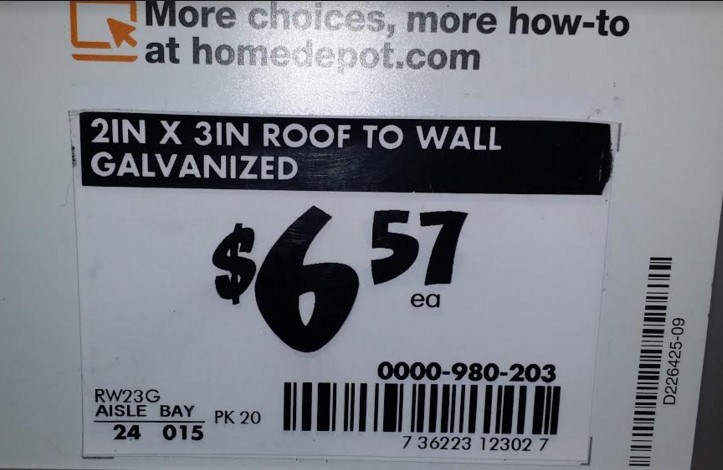 More choices, more how-to
at homedepot.com
2IN X 3IN ROOF TO WALL
GALVANIZED
$6 57
ea
0000-980-203
RW23G
AISLE BAY
24 015
PK 20
7 36223 12302 7
D226425-09